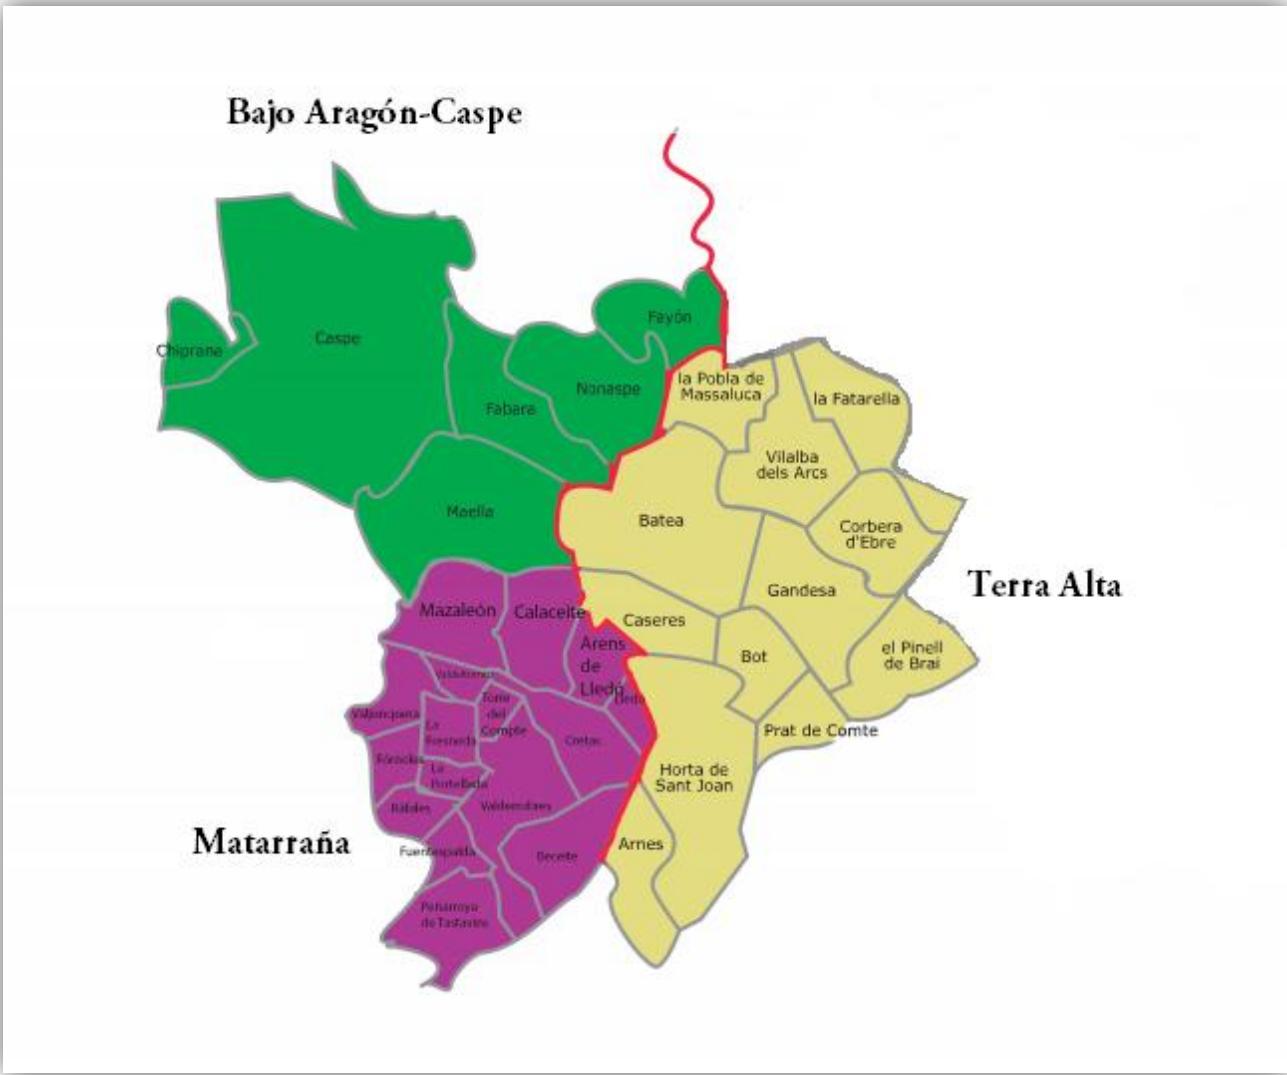 Bajo Aragón-Caspe
Fayón
Caspe
Chiprana
la Pobla de
Massaluca
Nonaspe
la Fatarella
Fabara
Vilalba
dels Arcs
Maella
Batea
Corbera
d'Ebre
Terra Alta
Gandesa
Mazaleón
Calaceite
Caseres
Arens
de
Lledó
el Pinell
de Brai
Bot
Lledó
Torre
del
Compte
Valjunquera
La
Fresneda
Prat de Comte
Cretas
Fórnoles
La
Portellada
Horta de
Sant Joan
Ráfales
Matarraña
Arnes
Fuentespalda
Beceite
Peñarroya
de Tastavins